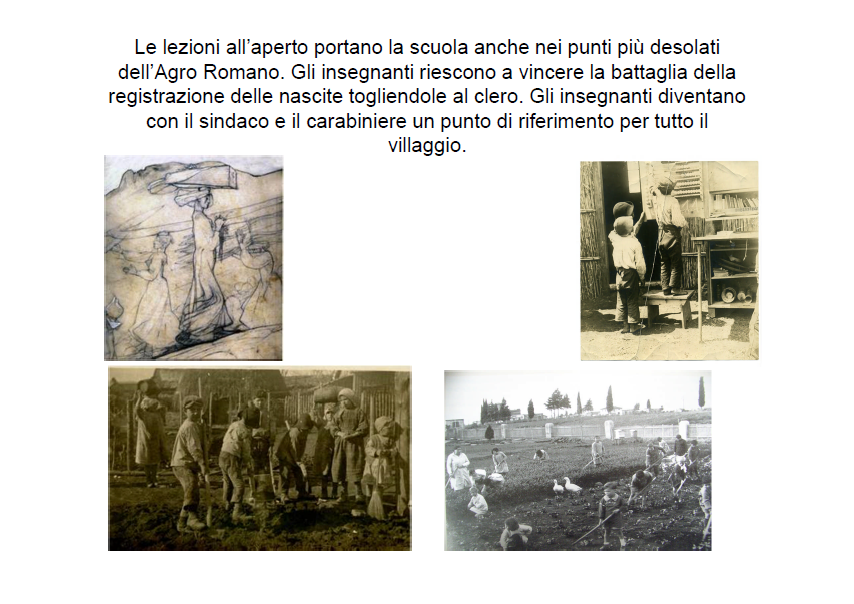 Le lezioni all'aperto portano la scuola anche nei punti più desolati
dell'Agro Romano. Gli insegnanti riescono a vincere la battaglia della
registrazione delle nascite togliendole al clero. Gli insegnanti diventano
con il sindaco e il carabiniere un punto di riferimento per tutto il
villaggio.